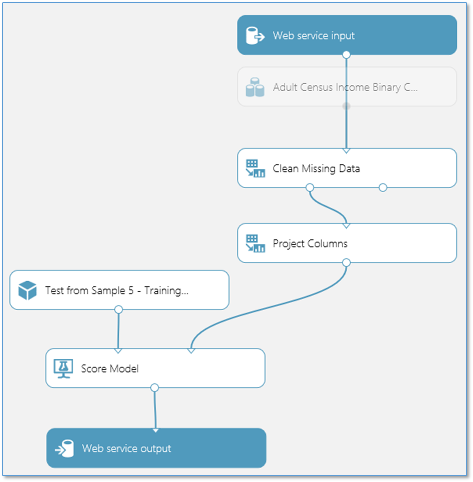 Web service input
Adult Census Income Binary C...
Clean Missing Data
Project Columns
Test from Sample 5 - Training...
Score Model
Web service output